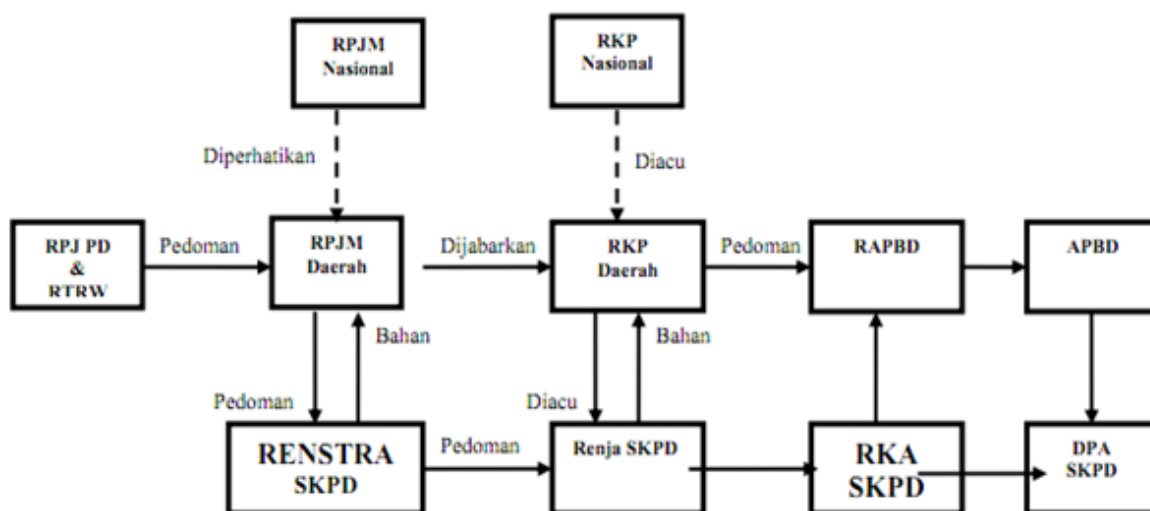 RPJM
Nasional
RKP
Nasional
Diperhatikan
Diacu
RPJ PD
&
RTRW
Pedoman
RPJM
Daerah
Dijabarkan
RKP
Daerah
Pedoman
RAPBD
APBD
Bahan
Bahan
Pedoman
Diacu
RENSTRA
SKPD
Pedoman
Renja SKPD
RKA
SKPD
DPA
SKPD